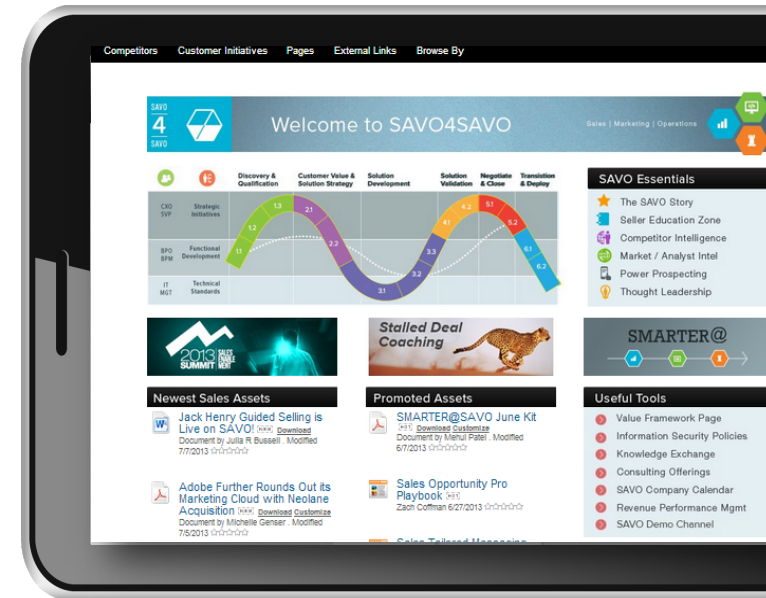 Competitors Customer Initiatives Pages External Links Browse By
SAVO
4
SAVO
Welcome to SAVO4SAVO
Sales | Marketing | Operations
Discovery & Qualification
Customer Value & Solution Strategy
Solution Development
Solution Validation
Negotiate & Close
Transistion & Deploy
CXO
SVP
Strategic
Initiatives
BPO
BPM
Functional
Development
IT
MGT
Technical
Standards
1.1
1.2
1.3
2.1
2.2
3.1
3.2
3.3
4.1
4.2
5.1
5.2
6.1
6.2
SAVO Essentials
The SAVO Story
Seller Education Zone
Competitor Intelligence
Market / Analyst Intel
Power Prospecting
Thought Leadership
2013 SALES ENABLEMENT
SUMMIT
Stalled Deal
Coaching
SMARTER@
Newest Sales Assets
Jack Henry Guided Selling is
Live on SAVO! Download
Document by Julia R Bussell . Modified
7/7/2013
Adobe Further Rounds Out its
Marketing Cloud with Neolane
Acquisition Download Customize
Document by Michelle Genser . Modified
7/5/2013
Promoted Assets
SMARTER@SAVO June Kit
Download Customize
Document by Mehul Patel . Modified
6/7/2013
Sales Opportunity Pro
Playbook
Zach Coffman 6/27/2013
Sales Tailored Messaging
Useful Tools
Value Framework Page
Information Security Policies
Knowledge Exchange
Consulting Offerings
SAVO Company Calendar
Revenue Performance Mgmt
SAVO Demo Channel